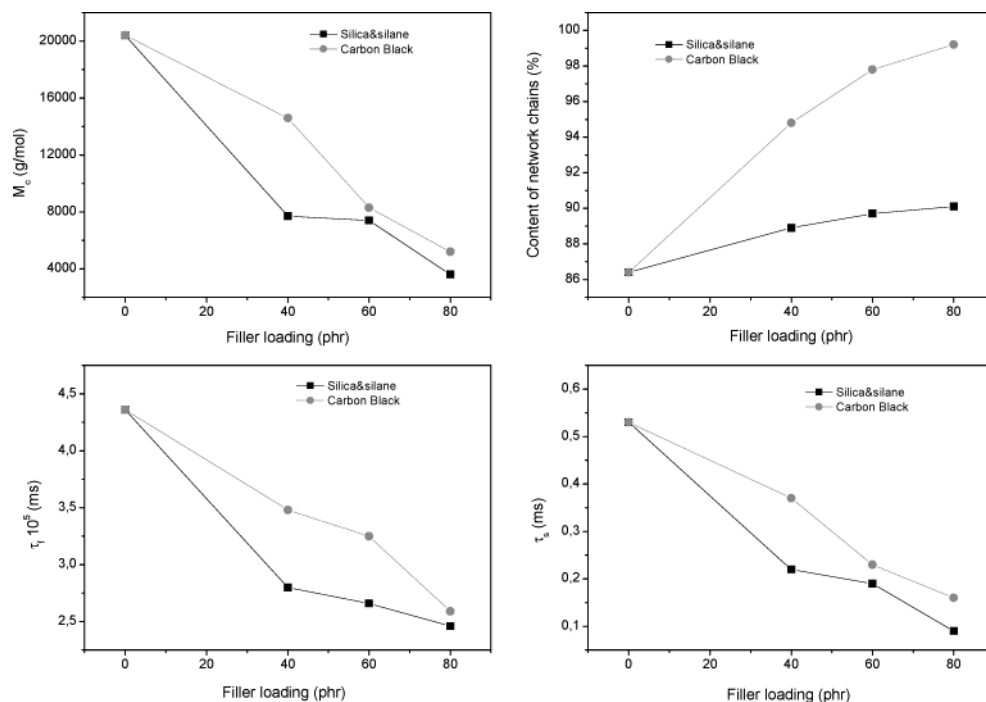 20000
16000
12000
8000
4000
M_c (g/mol)
Silica&silane
Carbon Black
0 20 40 60 80
Filler loading (phr)
100
98
96
94
92
90
88
86
Content of network chains (%)
Silica&silane
Carbon Black
0 20 40 60 80
Filler loading (phr)
4,5
4,0
3,5
3,0
2,5
τ_f 10⁵ (ms)
Silica&silane
Carbon Black
0 20 40 60 80
Filler loading (phr)
0,6
0,5
0,4
0,3
0,2
0,1
τ_s (ms)
Silica&silane
Carbon Black
0 20 40 60 80
Filler loading (phr)